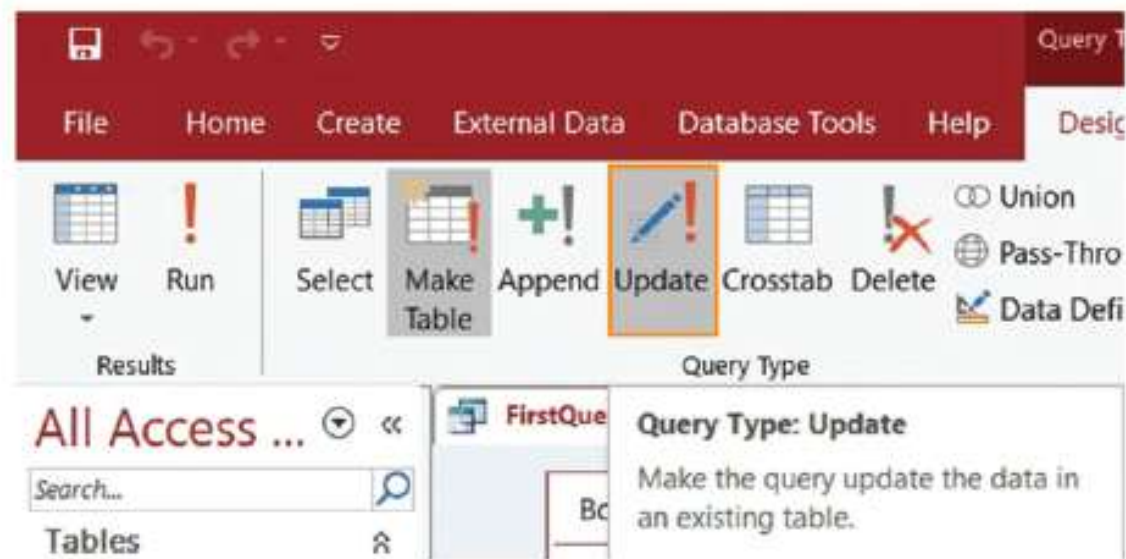 Query T
File Home Create External Data Database Tools Help Desig
View Run Select Make Table Append Update Crosstab Delete
Union
Pass-Thro
Data Defi
Results Query Type
All Access ...
Search...
Tables
FirstQue
Bo
Query Type: Update
Make the query update the data in
an existing table.